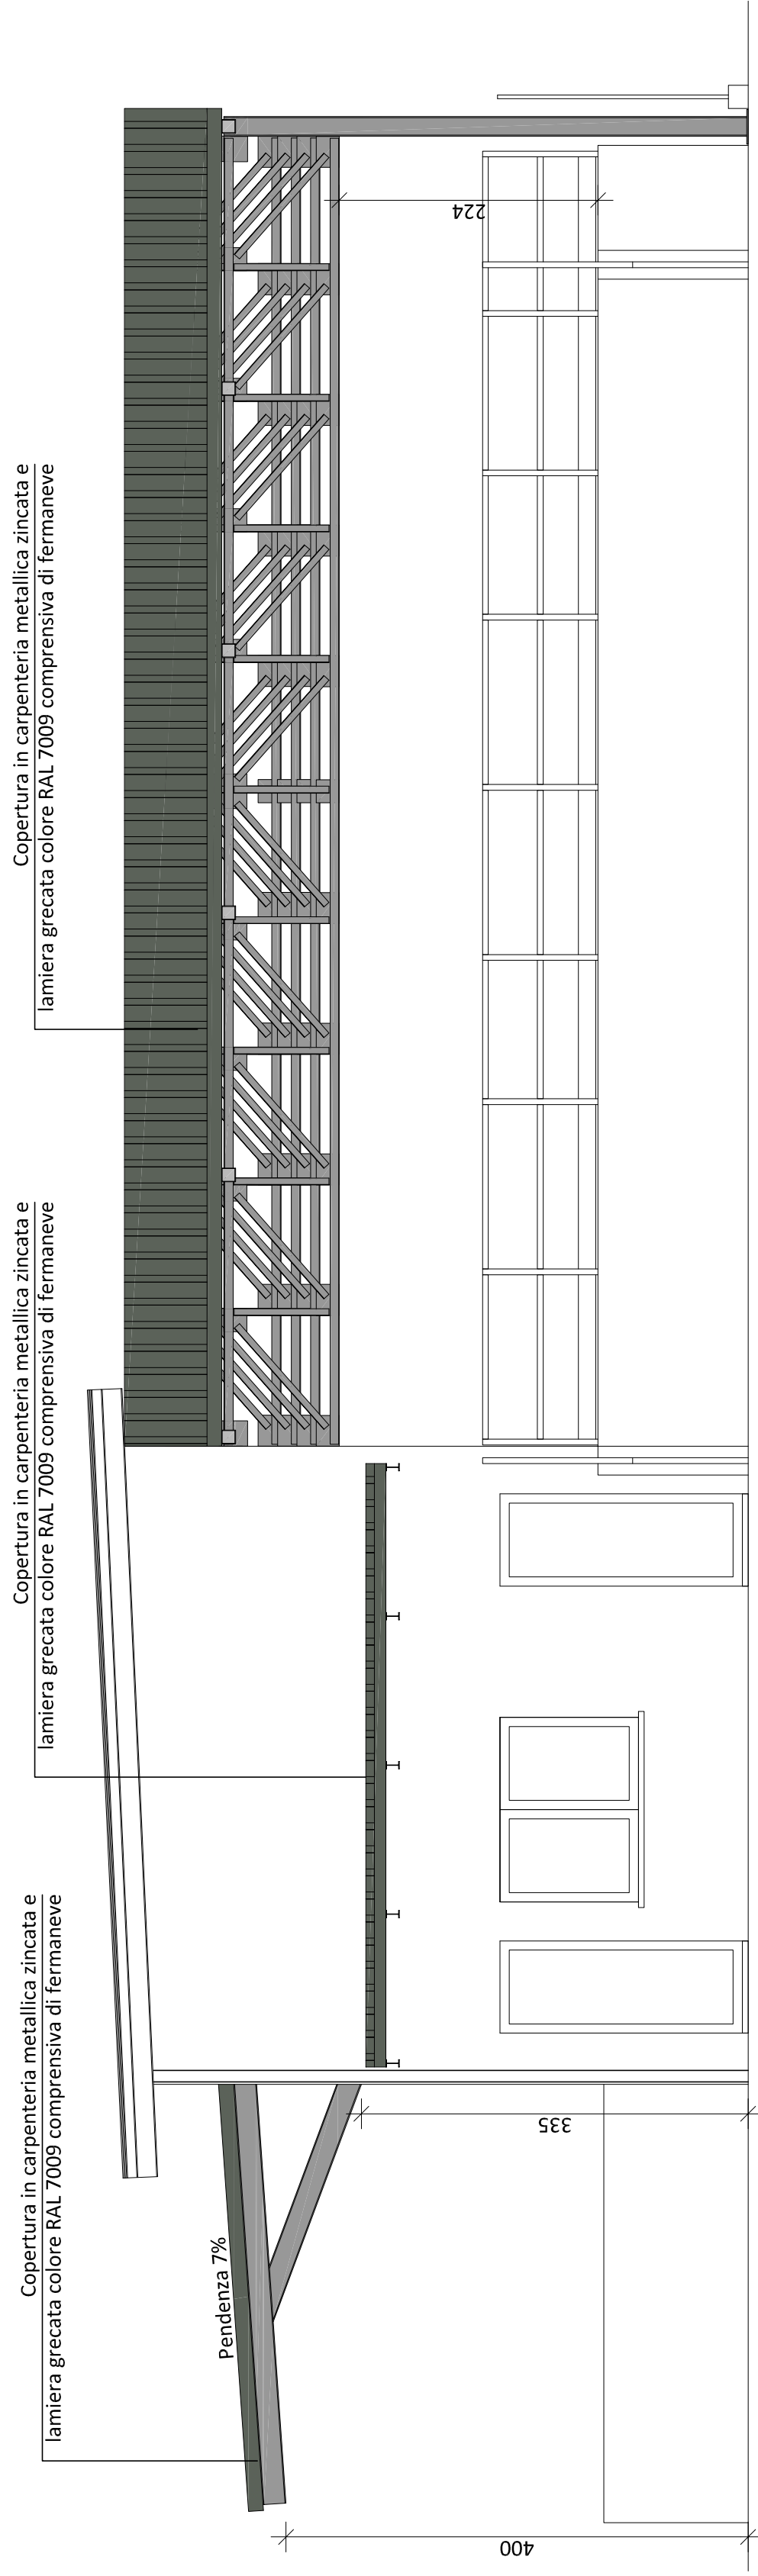 Copertura in carpenteria metallica zincata e
lamiera grecata colore RAL 7009 comprensiva di fermaneve
Pendenza 7%
400
335
Copertura in carpenteria metallica zincata e
lamiera grecata colore RAL 7009 comprensiva di fermaneve
Copertura in carpenteria metallica zincata e
lamiera grecata colore RAL 7009 comprensiva di fermaneve
224